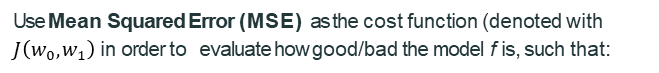 Use Mean Squared Error (MSE) as the cost function (denoted with
J(w₀,w₁) in order to evaluate how good/bad the model f is, such that: